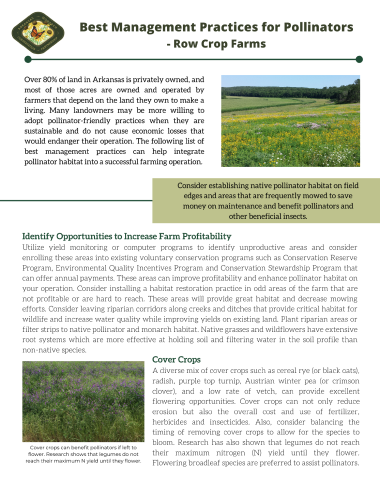 Best Management Practices for Pollinators
- Row Crop Farms
Over 80% of land in Arkansas is privately owned, and
most of those acres are owned and operated by
farmers that depend on the land they own to make a
living. Many landowners may be more willing to
adopt pollinator-friendly practices when they are
sustainable and do not cause economic losses that
would endanger their operation. The following list of
best management practices can help integrate
pollinator habitat into a successful farming operation.
Consider establishing native pollinator habitat on field
edges and areas that are frequently mowed to save
money on maintenance and benefit pollinators and
other beneficial insects.
Identify Opportunities to Increase Farm Profitability
Utilize yield monitoring or computer programs to identify unproductive areas and consider
enrolling these areas into existing voluntary conservation programs such as Conservation Reserve
Program, Environmental Quality Incentives Program and Conservation Stewardship Program that
can offer annual payments. These areas can improve profitability and enhance pollinator habitat on
your operation. Consider installing a habitat restoration practice in odd areas of the farm that are
not profitable or are hard to reach. These areas will provide great habitat and decrease mowing
efforts. Consider leaving riparian corridors along creeks and ditches that provide critical habitat for
wildlife and increase water quality while improving yields on existing land. Plant riparian areas or
filter strips to native pollinator and monarch habitat. Native grasses and wildflowers have extensive
root systems which are more effective at holding soil and filtering water in the soil profile than
non-native species.
Cover Crops
A diverse mix of cover crops such as cereal rye (or black oats),
radish, purple top turnip, Austrian winter pea (or crimson
clover), and a low rate of vetch, can provide excellent
flowering opportunities. Cover crops can not only reduce
erosion but also the overall cost and use of fertilizer,
herbicides and insecticides. Also, consider balancing the
timing of removing cover crops to allow for the species to
bloom. Research has also shown that legumes do not reach
their maximum nitrogen (N) yield until they flower.
Flowering broadleaf species are preferred to assist pollinators.
Cover crops can benefit pollinators if left to
flower. Research shows that legumes do not
reach their maximum N yield until they flower.